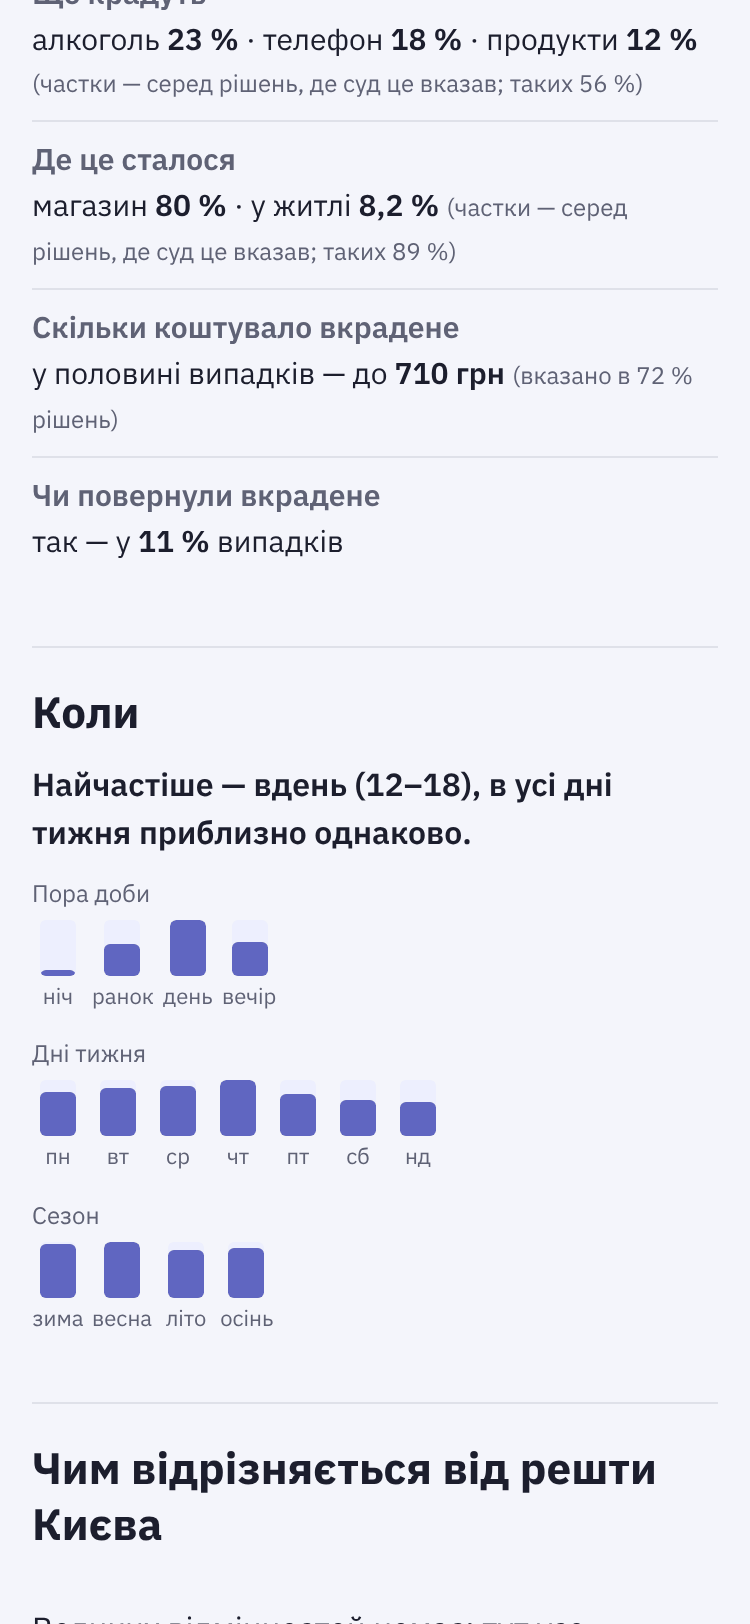 Що крадуть
алкоголь 23 % · телефон 18 % · продукти 12 %
(частки — серед рішень, де суд це вказав; таких 56 %)
Де це сталося
магазин 80 % · у житлі 8,2 % (частки — серед
рішень, де суд це вказав; таких 89 %)
Скільки коштувало вкрадене
у половині випадків — до 710 грн (вказано в 72 %
рішень)
Чи повернули вкрадене
так — у 11 % випадків
Коли
Найчастіше — вдень (12–18), в усі дні
тижня приблизно однаково.
Пора доби
ніч ранок день вечір
Дні тижня
пн вт ср чт пт сб нд
Сезон
зима весна літо осінь
Чим відрізняється від решти
Києва